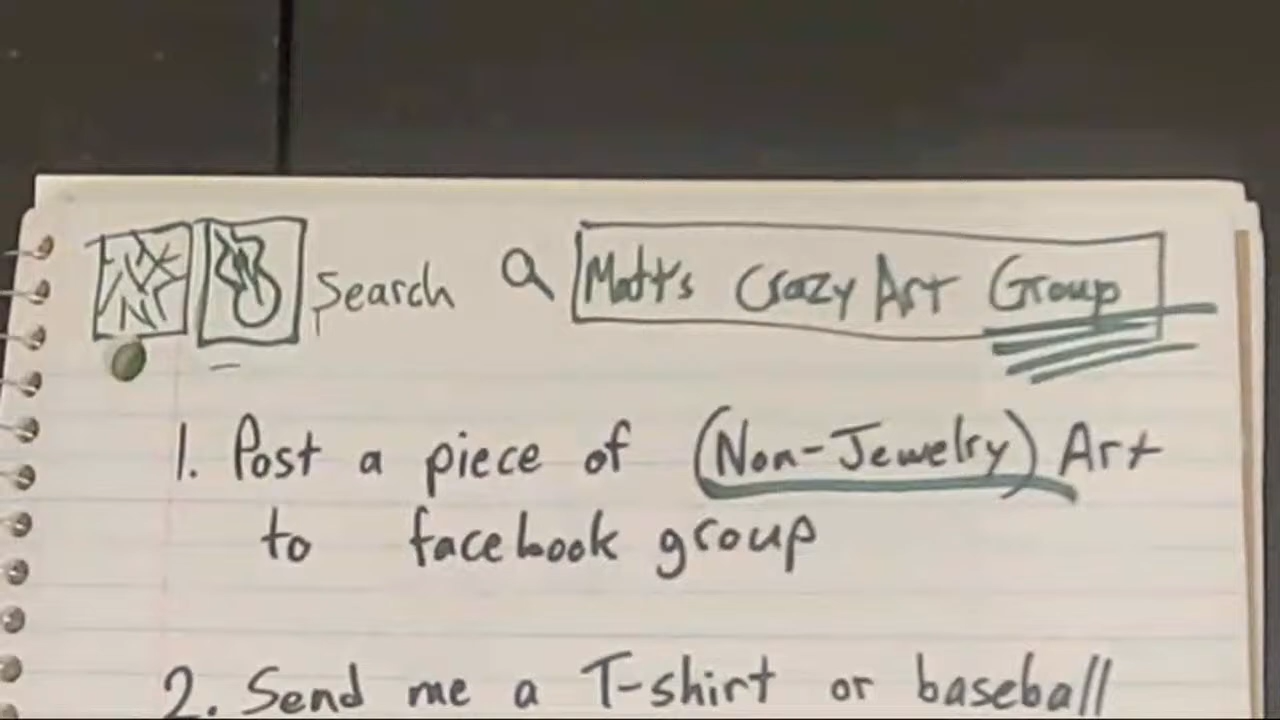 Search Matt's Crazy Art Group
1. Post a piece of (Non-Jewelry) Art
to facebook group
2. Send me a T-shirt or baseball